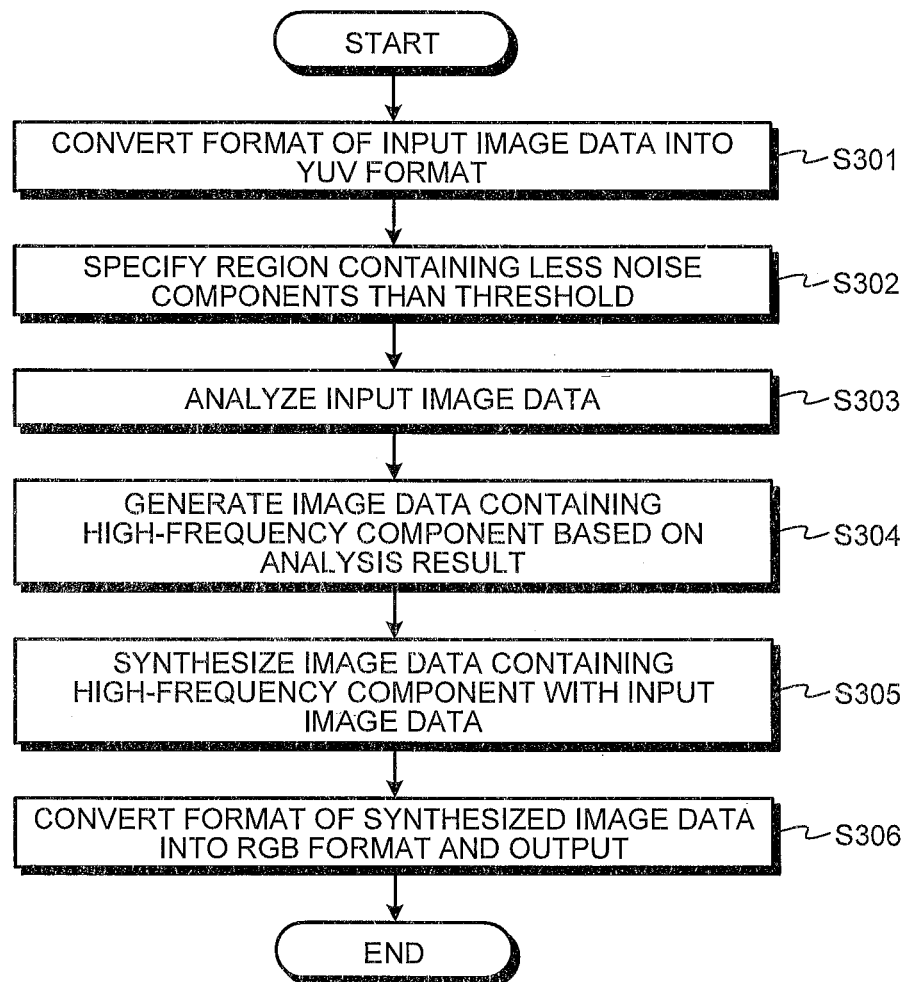 START
CONVERT FORMAT OF INPUT IMAGE DATA INTO
YUV FORMAT
S301
SPECIFY REGION CONTAINING LESS NOISE
COMPONENTS THAN THRESHOLD
S302
ANALYZE INPUT IMAGE DATA
S303
GENERATE IMAGE DATA CONTAINING
HIGH-FREQUENCY COMPONENT BASED ON
ANALYSIS RESULT
S304
SYNTHESIZE IMAGE DATA CONTAINING
HIGH-FREQUENCY COMPONENT WITH INPUT
IMAGE DATA
S305
CONVERT FORMAT OF SYNTHESIZED IMAGE DATA
INTO RGB FORMAT AND OUTPUT
S306
END